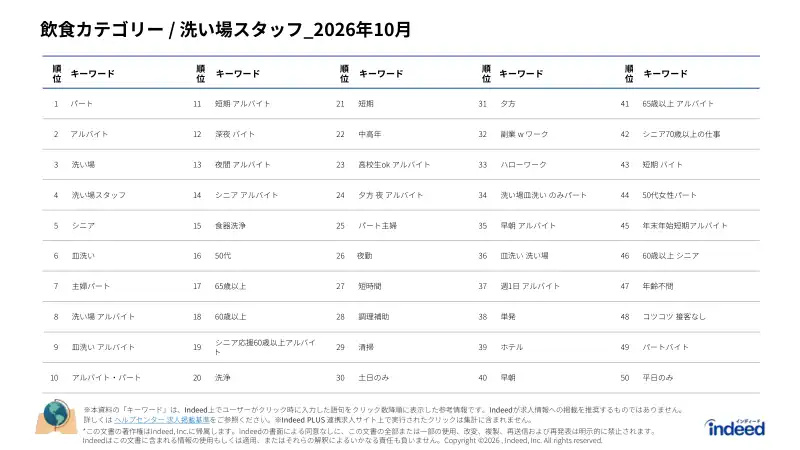 飲食カテゴリー / 洗い場スタッフ_2026年10月
順位 キーワード 順位 キーワード 順位 キーワード 順位 キーワード 順位 キーワード
1 パート 11 短期 アルバイト 21 短期 31 夕方 41 65歳以上 アルバイト
2 アルバイト 12 深夜 バイト 22 中高年 32 副業 w ワーク 42 シニア70歳以上の仕事
3 洗い場 13 夜間 アルバイト 23 高校生ok アルバイト 33 ハローワーク 43 短期 バイト
4 洗い場スタッフ 14 シニア アルバイト 24 夕方 夜 アルバイト 34 洗い場皿洗い のみパート 44 50代女性パート
5 シニア 15 食器洗浄 25 パート主婦 35 早朝 アルバイト 45 年末年始短期アルバイト
6 皿洗い 16 50代 26 夜勤 36 皿洗い 洗い場 46 60歳以上 シニア
7 主婦パート 17 65歳以上 27 短時間 37 週1日 アルバイト 47 年齢不問
8 洗い場 アルバイト 18 60歳以上 28 調理補助 38 単発 48 コツコツ 接客なし
9 皿洗い アルバイト 19 シニア応援60歳以上アルバイト 29 清掃 39 ホテル 49 パートバイト
10 アルバイト・パート 20 洗浄 30 土日のみ 40 早朝 50 平日のみ
※本資料の「キーワード」は、Indeed上でユーザーがクリック時に入力した語句をクリック数降順に表示した参考情報です。Indeedが求人情報への掲載を推奨するものではありません。
詳しくは ヘルプセンター 求人掲載基準をご参照ください。※Indeed PLUS 連携求人サイト上で実行されたクリックは集計に含まれません。
*この文書の著作権はIndeed, Inc.に帰属します。Indeedの書面による同意なしに、この文書の全部または一部の使用、改変、複製、再送信および再発表は明示的に禁止されます。
Indeedはこの文書に含まれる情報の使用もしくは適用、またはそれらの解釈によるいかなる責任も負いません。Copyright ©2026 , Indeed, Inc. All rights reserved.
インディード
indeed